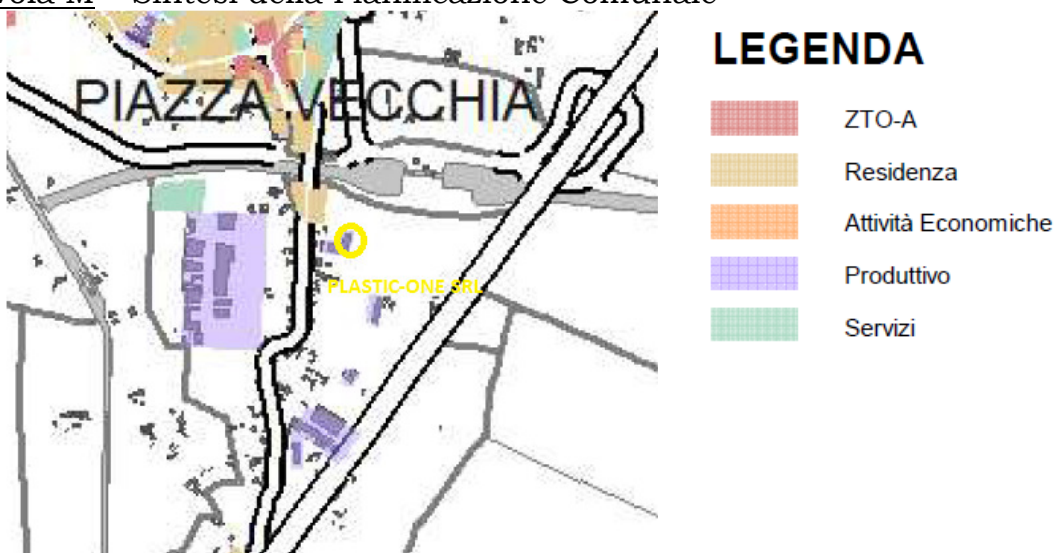 Sintesi della Pianificazione Comunale
LEGENDA
PIAZZA VECCHIA
ZTO-A
Residenza
Attività Economiche
Produttivo
PLASTIC-ONE SRL
Servizi